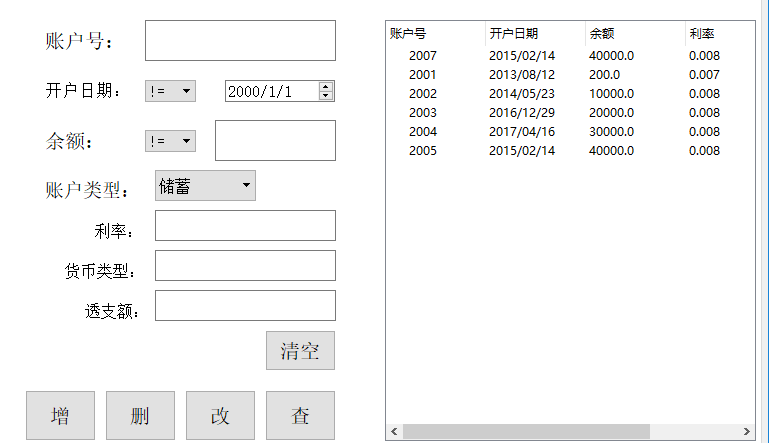 账户号：
开户日期： != 2000/1/1
余额： !=
账户类型： 储蓄
利率：
货币类型：
透支额：
清空
增 删 改 查
账户号 开户日期 余额 利率
2007 2015/02/14 40000.0 0.008
2001 2013/08/12 200.0 0.007
2002 2014/05/23 10000.0 0.008
2003 2016/12/29 20000.0 0.008
2004 2017/04/16 30000.0 0.008
2005 2015/02/14 40000.0 0.008